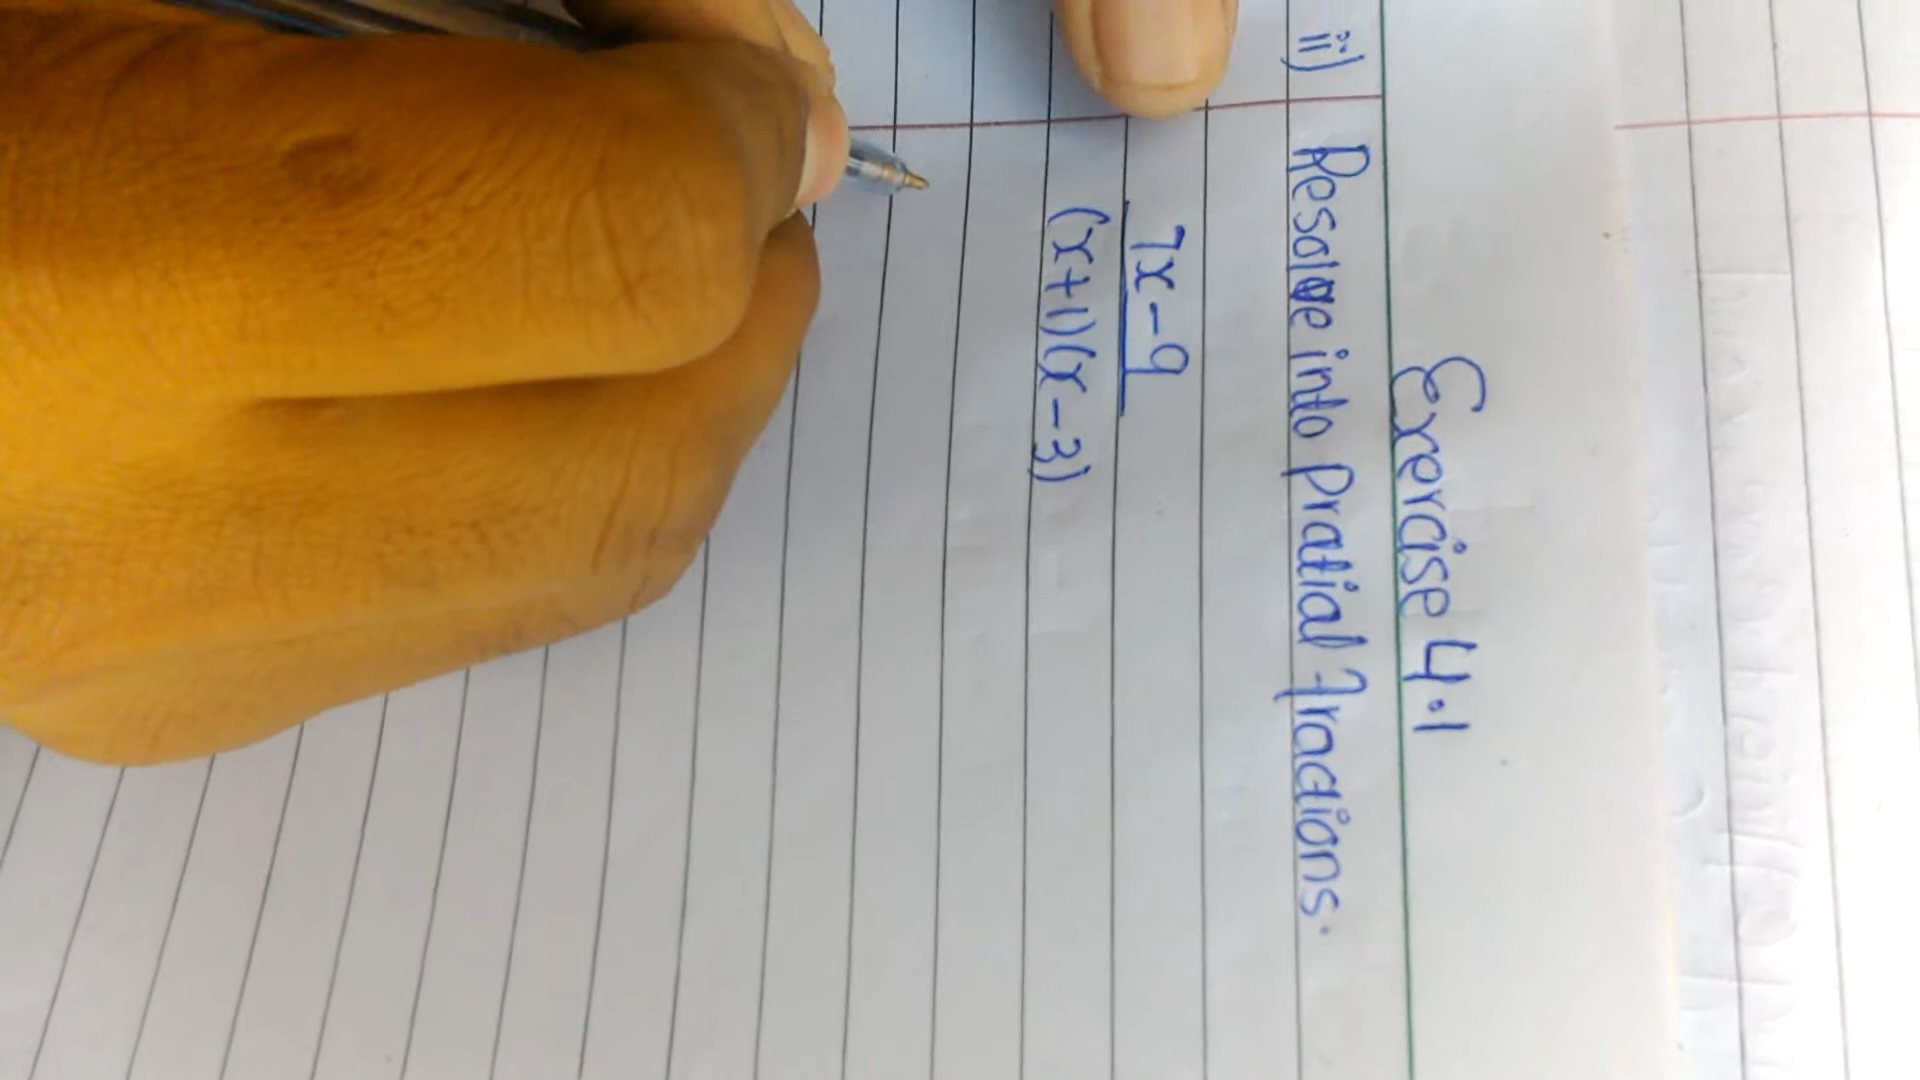 Exercise 4.1
ii) Resolve into Pratial Fractions.
7x-9
(x+1)(x-3)